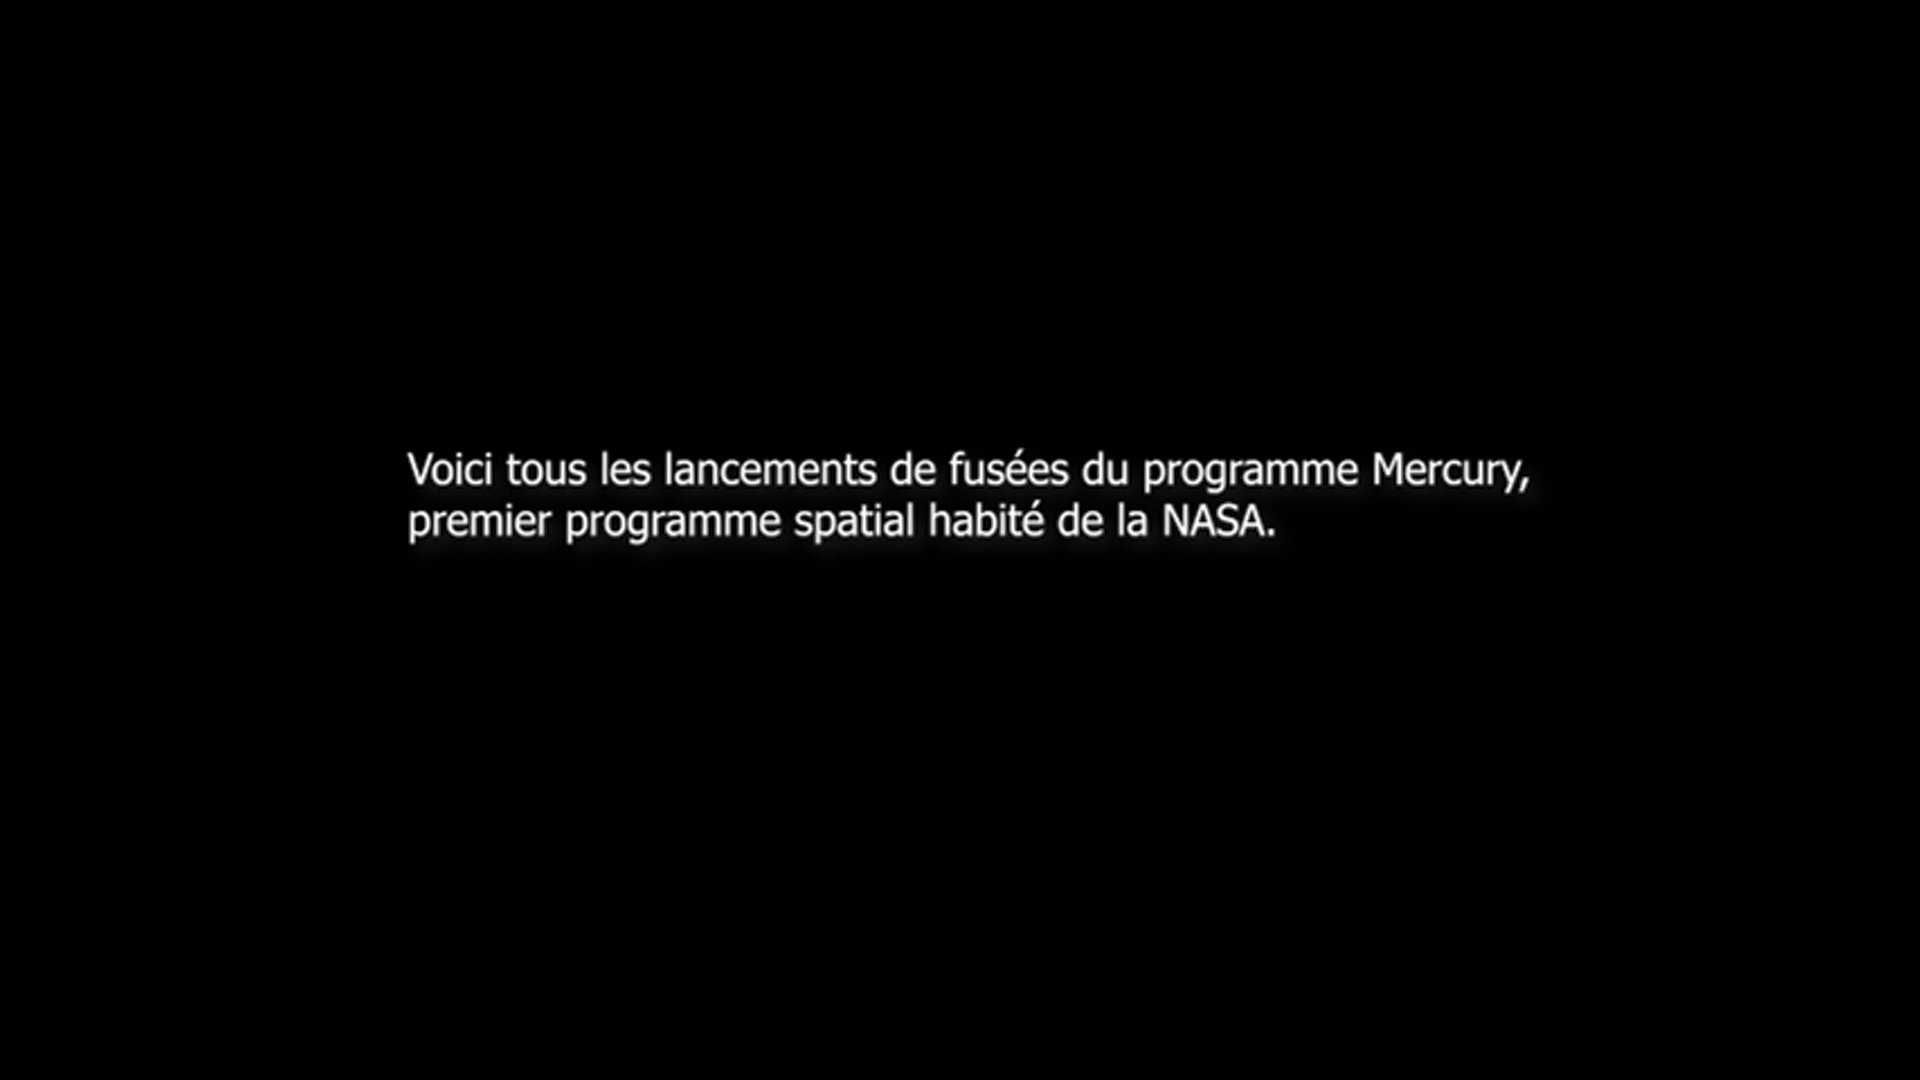 Voici tous les lancements de fusées du programme Mercury,
premier programme spatial habité de la NASA.